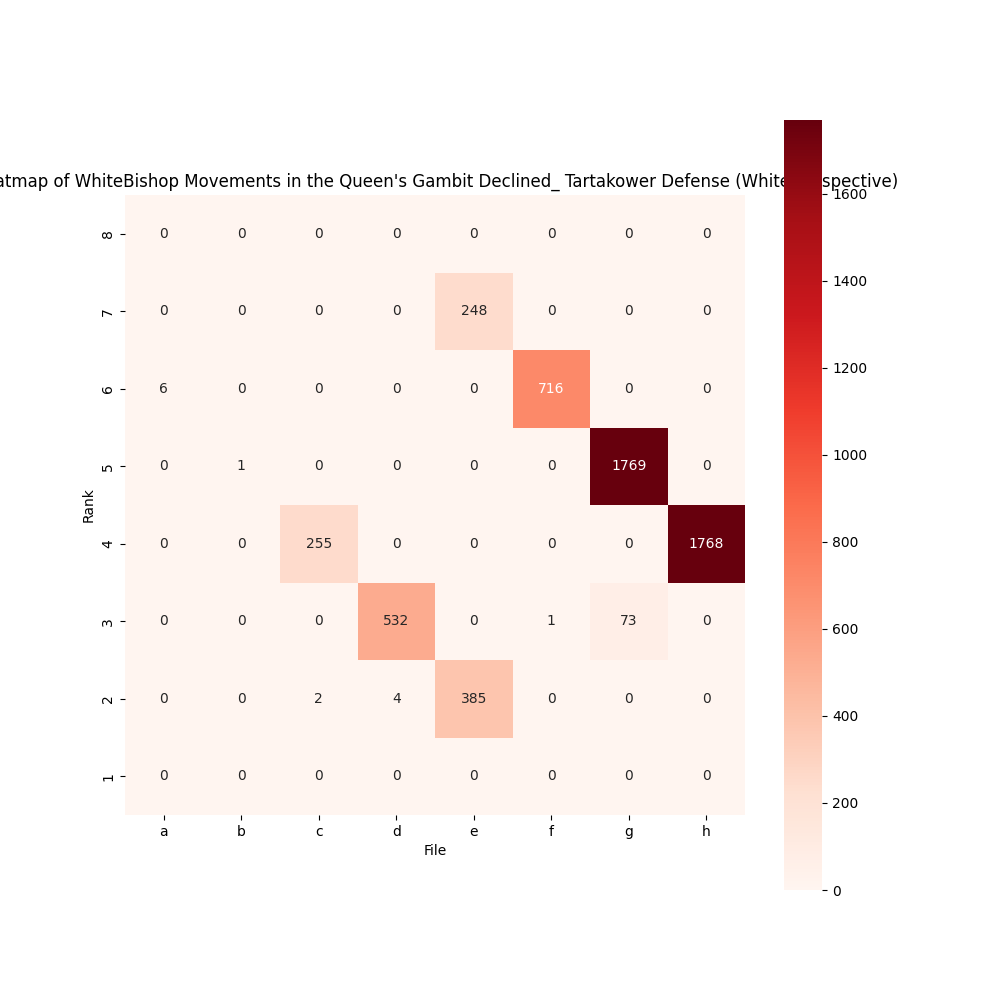 atmap of WhiteBishop Movements in the Queen's Gambit Declined_ Tartakower Defense (White spective)
8 0 0 0 0 0 0 0 0
7 0 0 0 0 248 0 0 0
6 6 0 0 0 0 716 0 0
5 0 1 0 0 0 0 1769 0
4 0 0 255 0 0 0 0 1768
3 0 0 0 532 0 1 73 0
2 0 0 2 4 385 0 0 0
1 0 0 0 0 0 0 0 0
a b c d e f g h
File
Rank
1600
1400
1200
1000
800
600
400
200
0